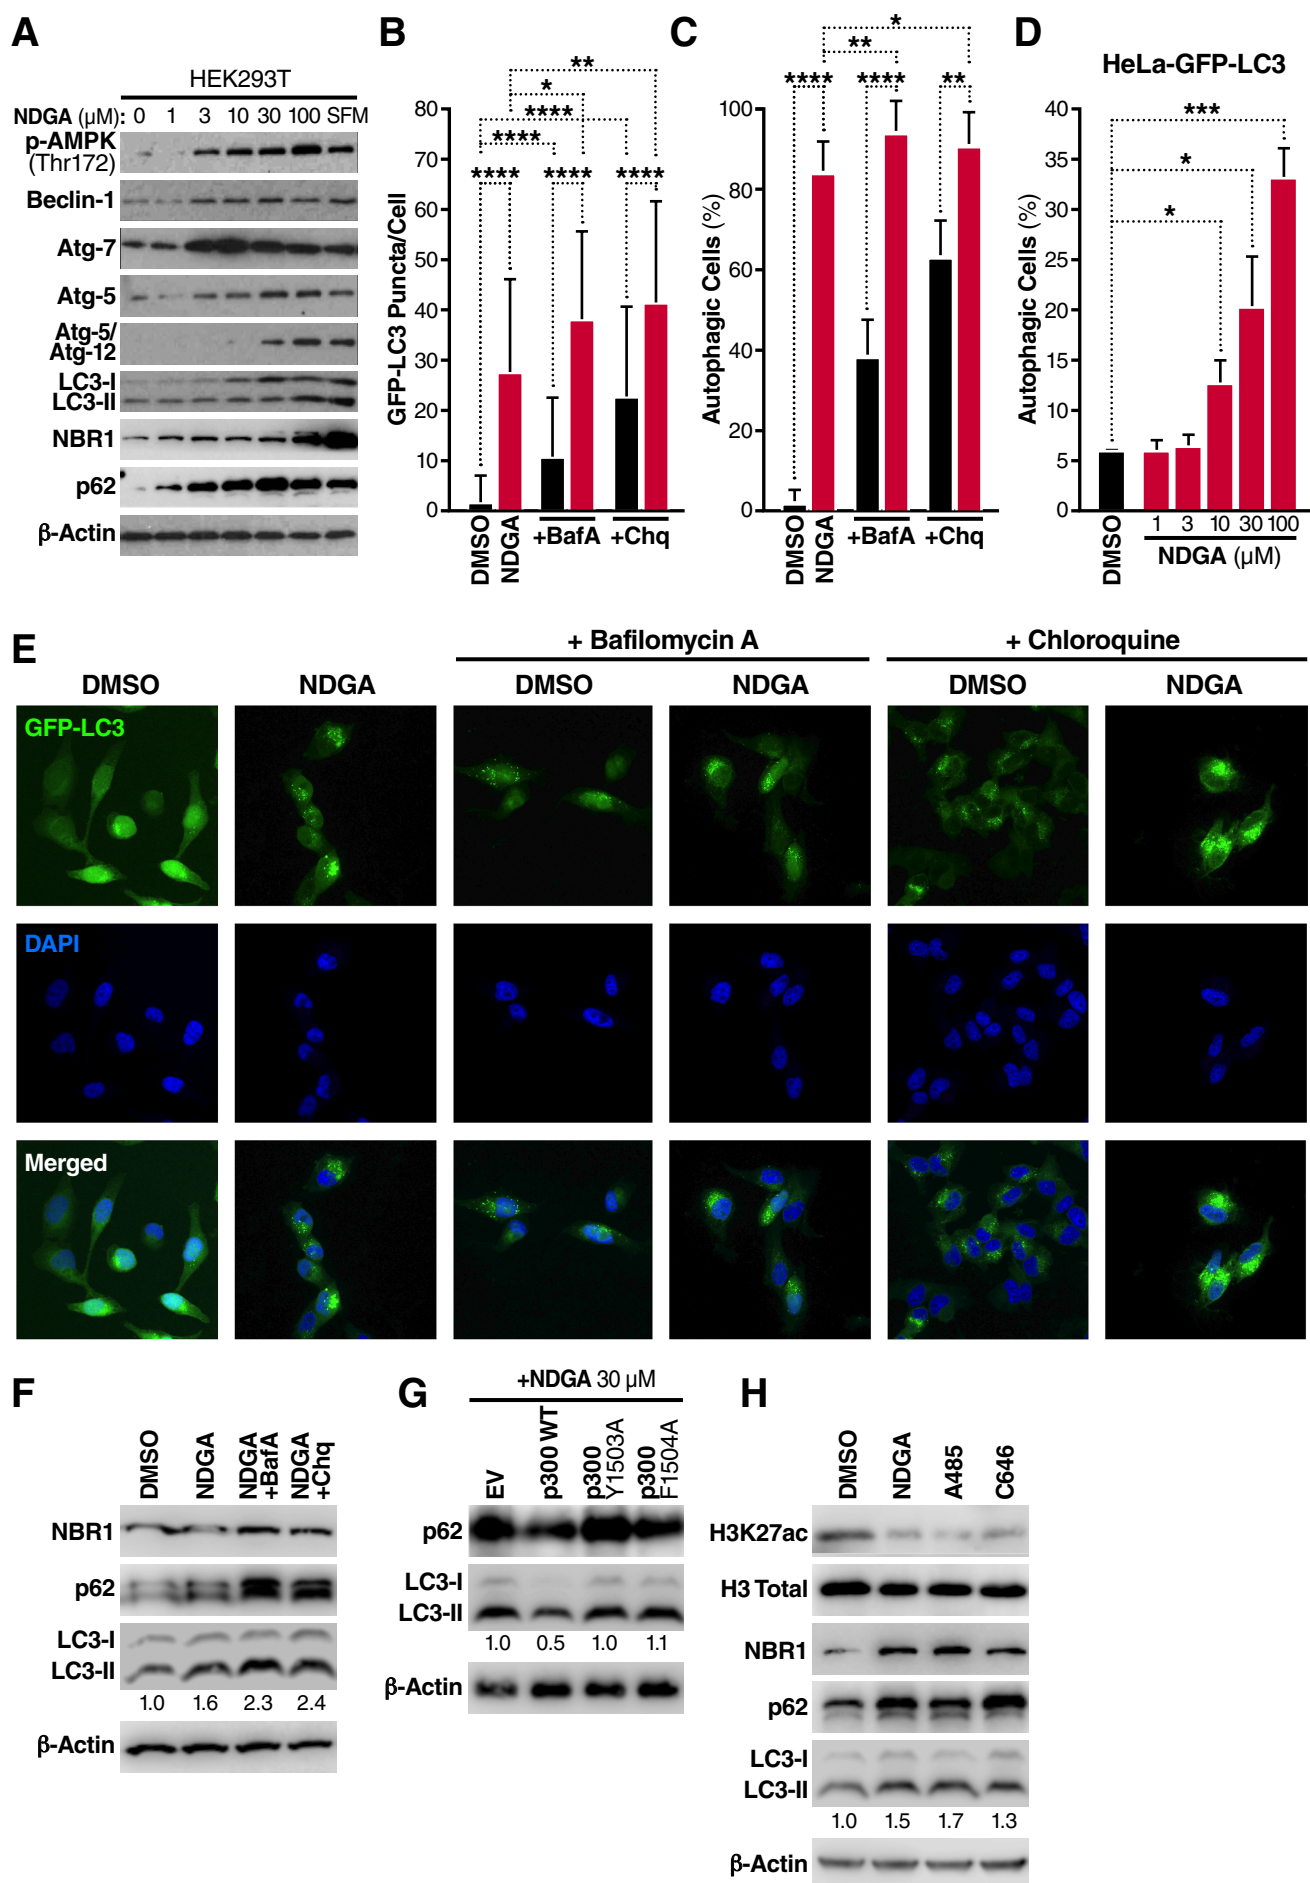 A
HEK293T
NDGA (µM): 0 1 3 10 30 100 SFM
p-AMPK
(Thr172)
Beclin-1
Atg-7
Atg-5
Atg-5/
Atg-12
LC3-I
LC3-II
NBR1
p62
β-Actin
B
GFP-LC3 Puncta/Cell
80
70
60
50
40
30
20
10
0
**
*
****
****
**** **** ****
DMSO
NDGA
+BafA
+Chq
C
Autophagic Cells (%)
100
80
60
40
20
0
*
**
**** **** **
DMSO
NDGA
+BafA
+Chq
D
HeLa-GFP-LC3
Autophagic Cells (%)
40
35
30
25
20
15
10
5
0
***
*
*
DMSO
1 3 10 30 100
NDGA (µM)
E
+ Bafilomycin A
+ Chloroquine
DMSO NDGA DMSO NDGA DMSO NDGA
GFP-LC3
DAPI
Merged
F
DMSO
NDGA
NDGA
+BafA
NDGA
+Chq
NBR1
p62
LC3-I
LC3-II
1.0 1.6 2.3 2.4
β-Actin
G
+NDGA 30 µM
EV
p300 WT
p300
Y1503A
p300
F1504A
p62
LC3-I
LC3-II
1.0 0.5 1.0 1.1
β-Actin
H
DMSO
NDGA
A485
C646
H3K27ac
H3 Total
NBR1
p62
LC3-I
LC3-II
1.0 1.5 1.7 1.3
β-Actin